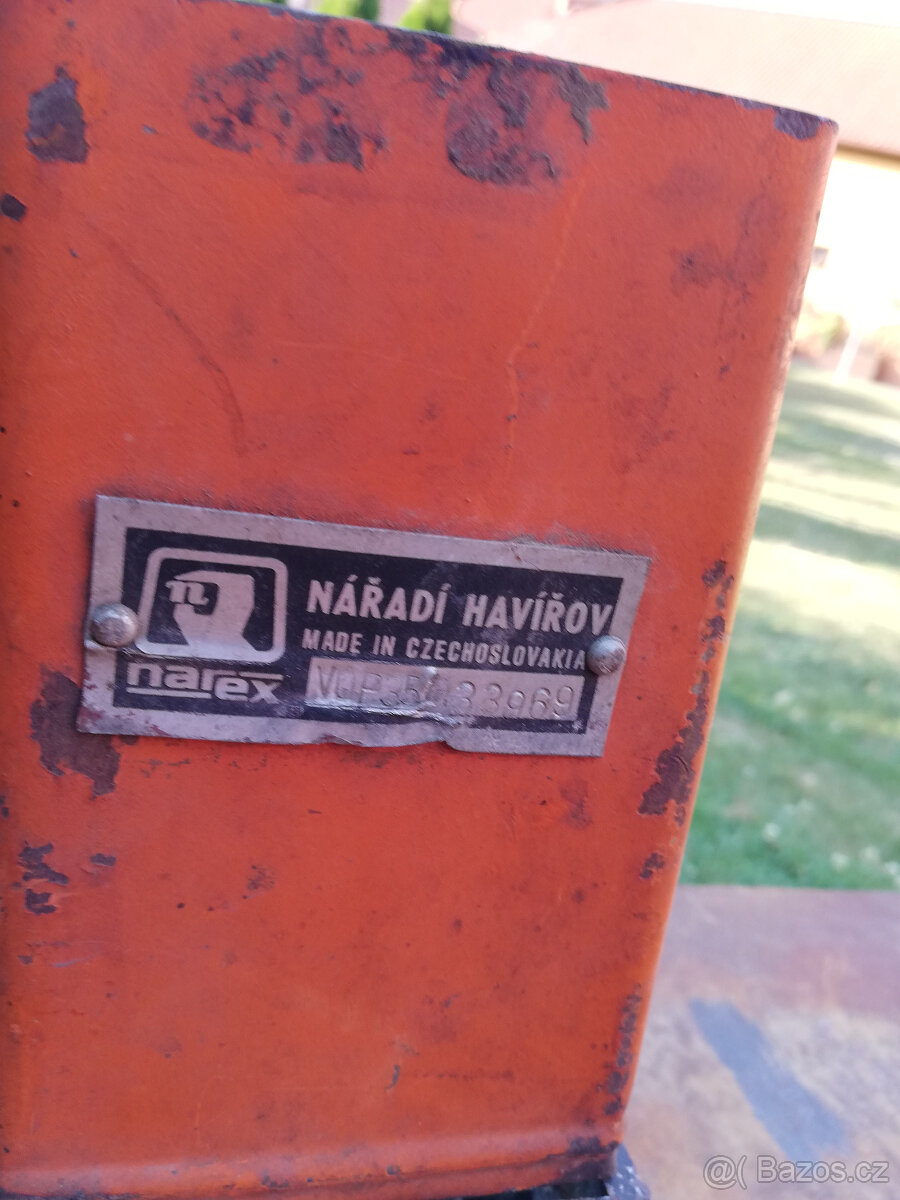 n
NÁŘADÍ HAVÍŘOV
MADE IN CZECHOSLOVAKIA
narex
@( Bazos.cz